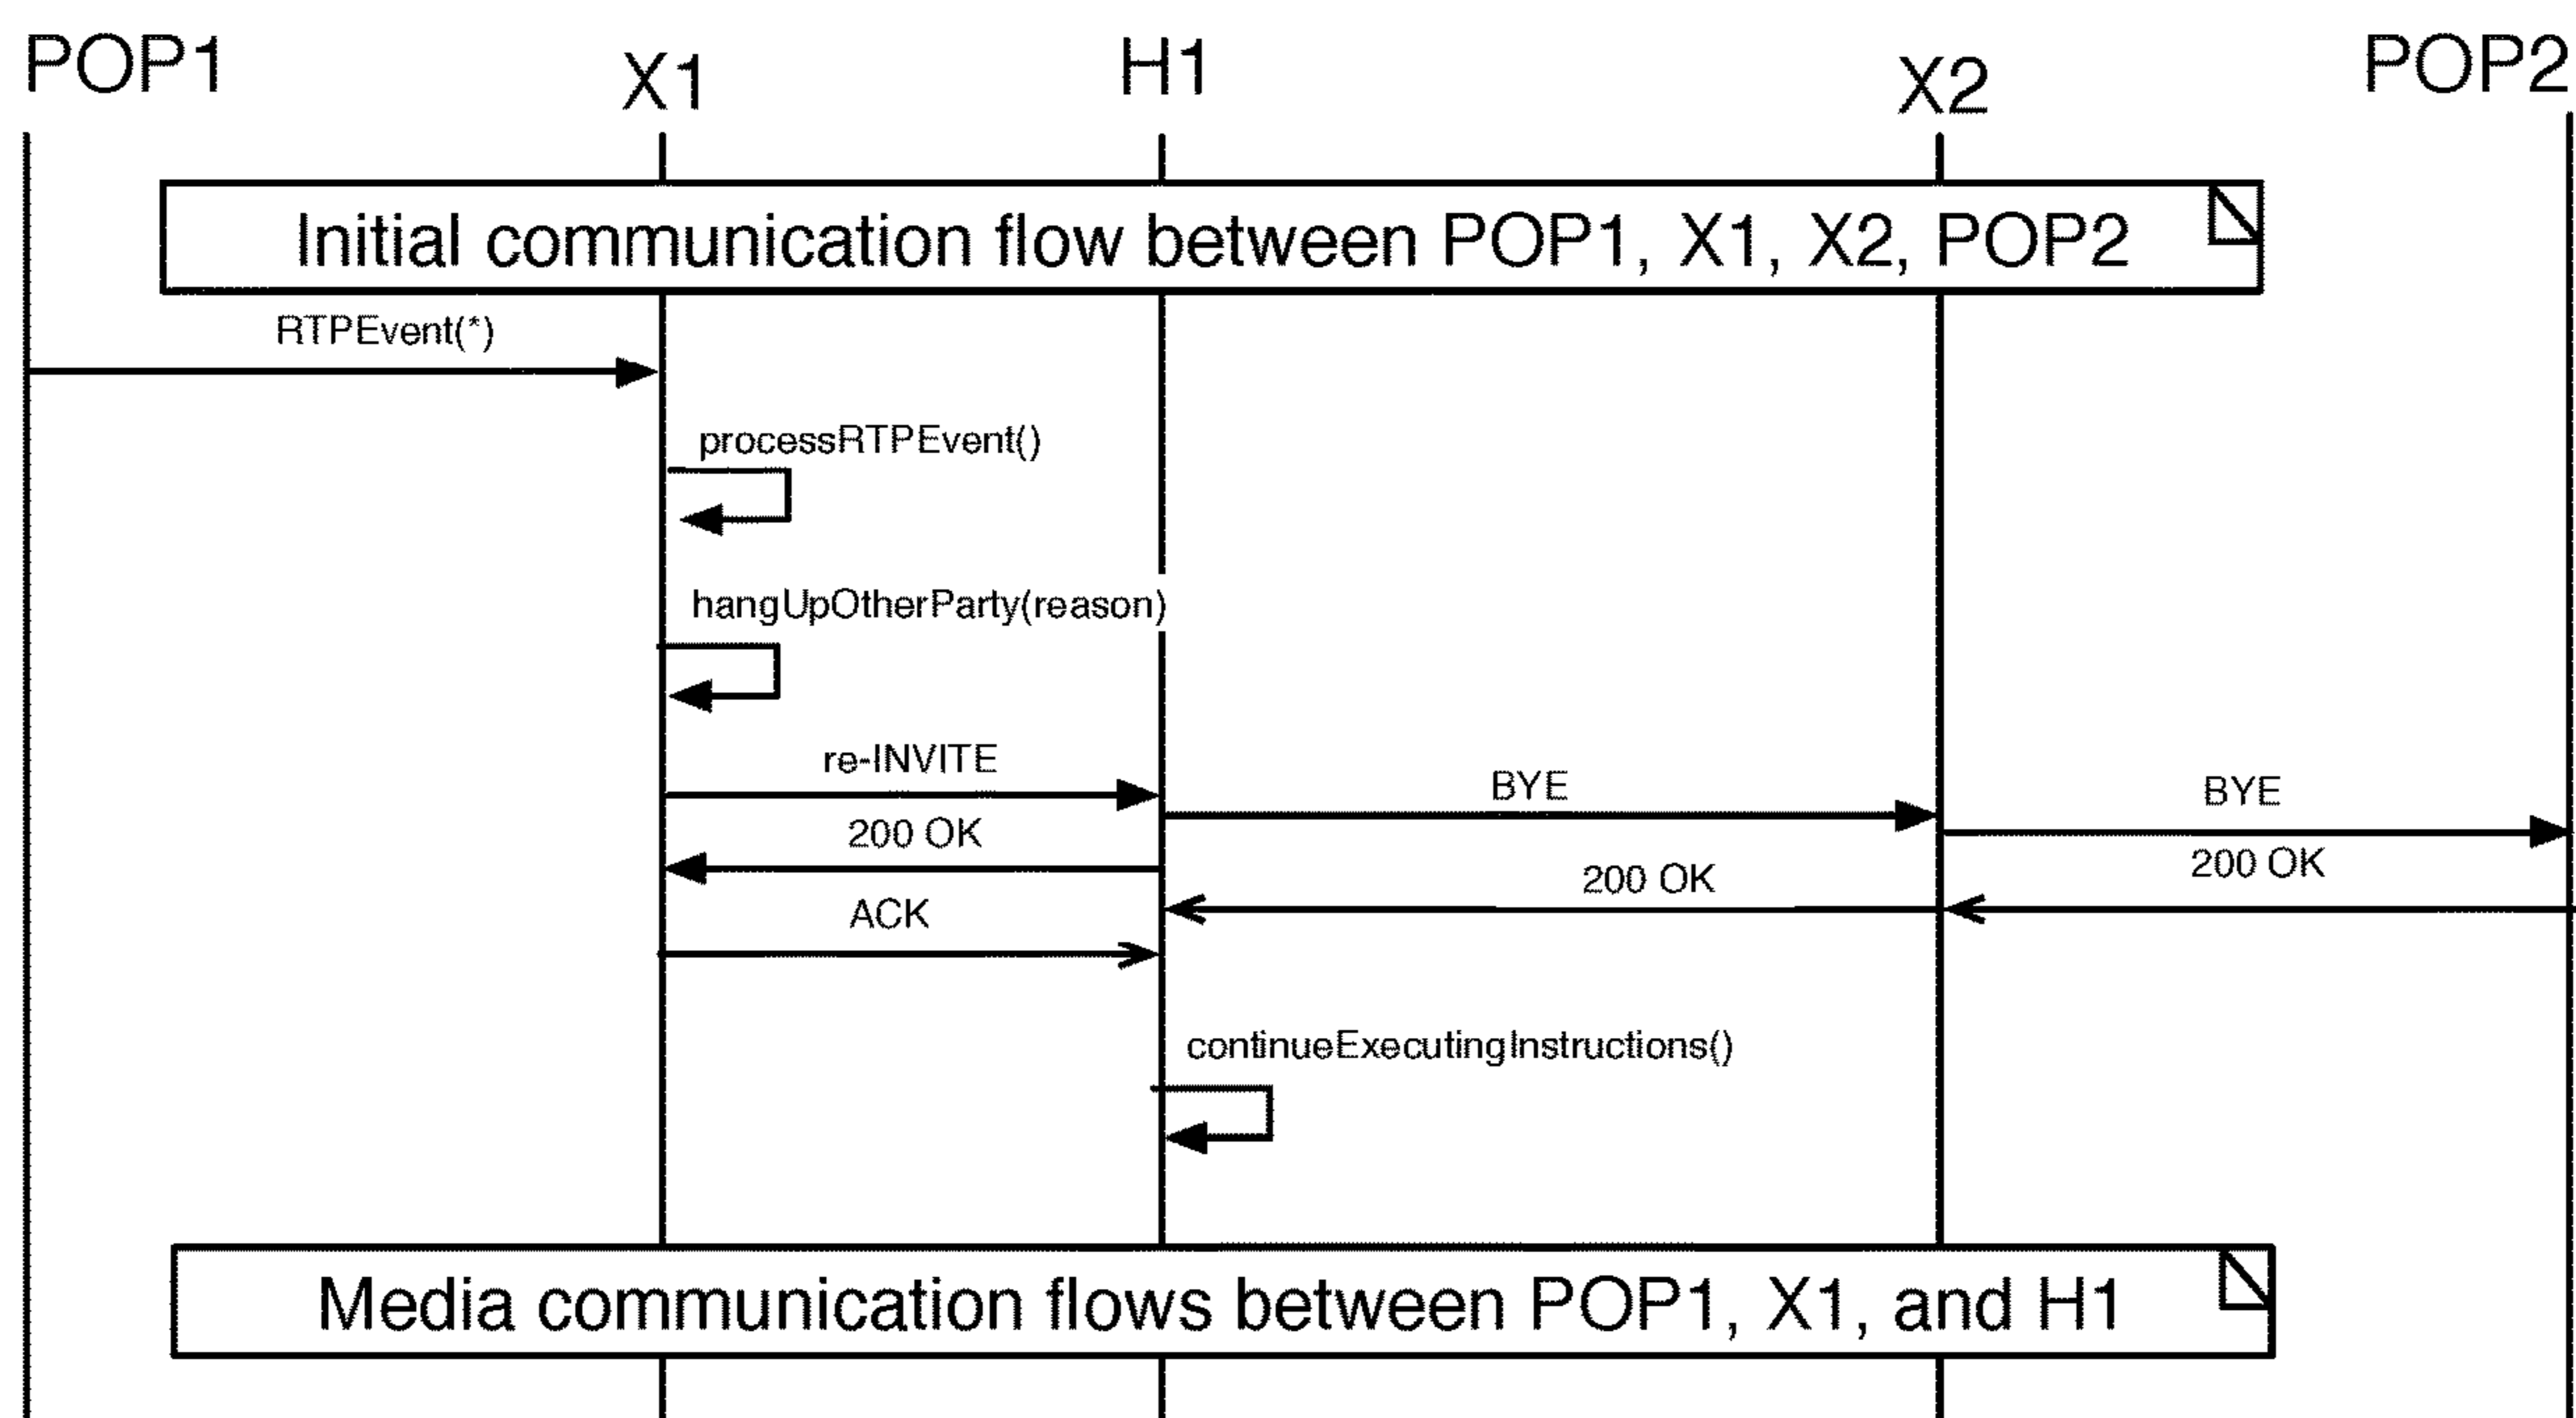 POP1
X1
H1
X2
POP2
Initial communication flow between POP1, X1, X2, POP2
RTPEvent(*)
processRTPEvent()
hangUpOtherParty(reason)
re-INVITE
BYE
BYE
200 OK
200 OK
200 OK
ACK
continueExecutingInstructions()
Media communication flows between POP1, X1, and H1